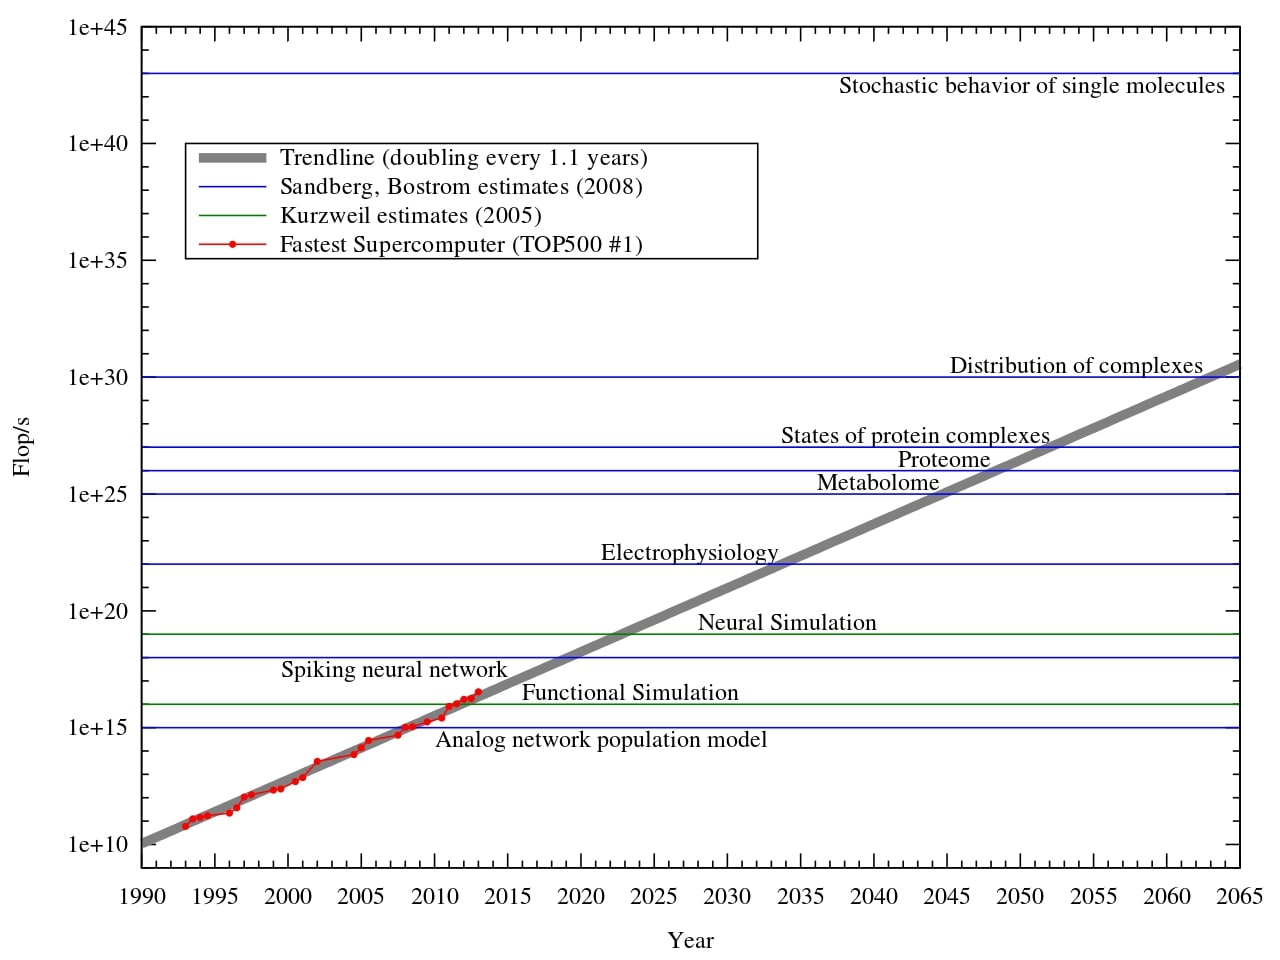 1e+45
Stochastic behavior of single molecules
1e+40
Trendline (doubling every 1.1 years)
Sandberg, Bostrom estimates (2008)
Kurzweil estimates (2005)
Fastest Supercomputer (TOP500 #1)
1e+35
Distribution of complexes
1e+30
States of protein complexes
Proteome
Metabolome
1e+25
Flop/s
Electrophysiology
1e+20
Neural Simulation
Spiking neural network
Functional Simulation
1e+15
Analog network population model
1e+10
1990 1995 2000 2005 2010 2015 2020 2025 2030 2035 2040 2045 2050 2055 2060 2065
Year